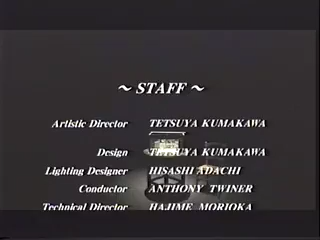 ～ STAFF ～
Artistic Director TETSUYA KUMAKAWA
Design TETSUYA KUMAKAWA
Lighting Designer HISASHI ADACHI
Conductor ANTHONY TWINER
Technical Director HAJIME MORIOKA